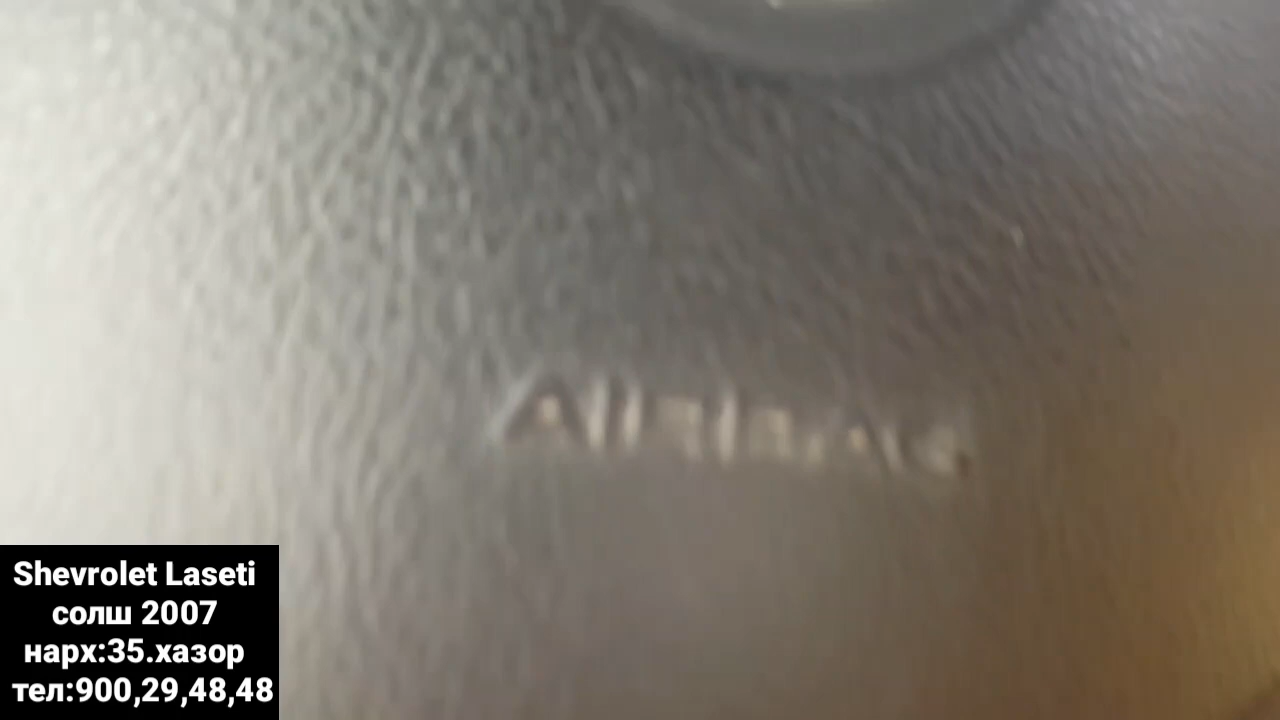 AIRBAG
Shevrolet Laseti
солш 2007
нарх:35.хазор
тел:900,29,48,48